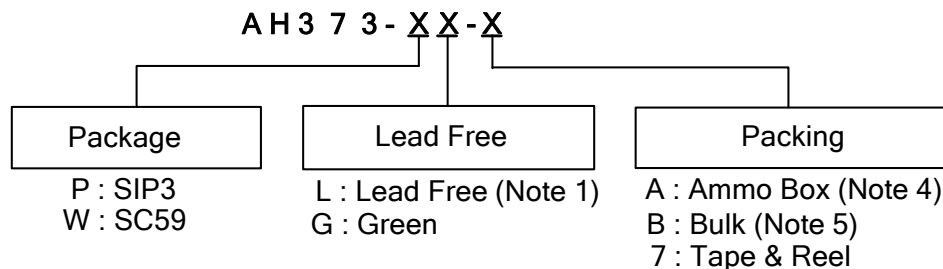 AH373-XX-X
Package
Lead Free
Packing
P : SIP3
W : SC59
L : Lead Free (Note 1)
G : Green
A : Ammo Box (Note 4)
B : Bulk (Note 5)
7 : Tape & Reel